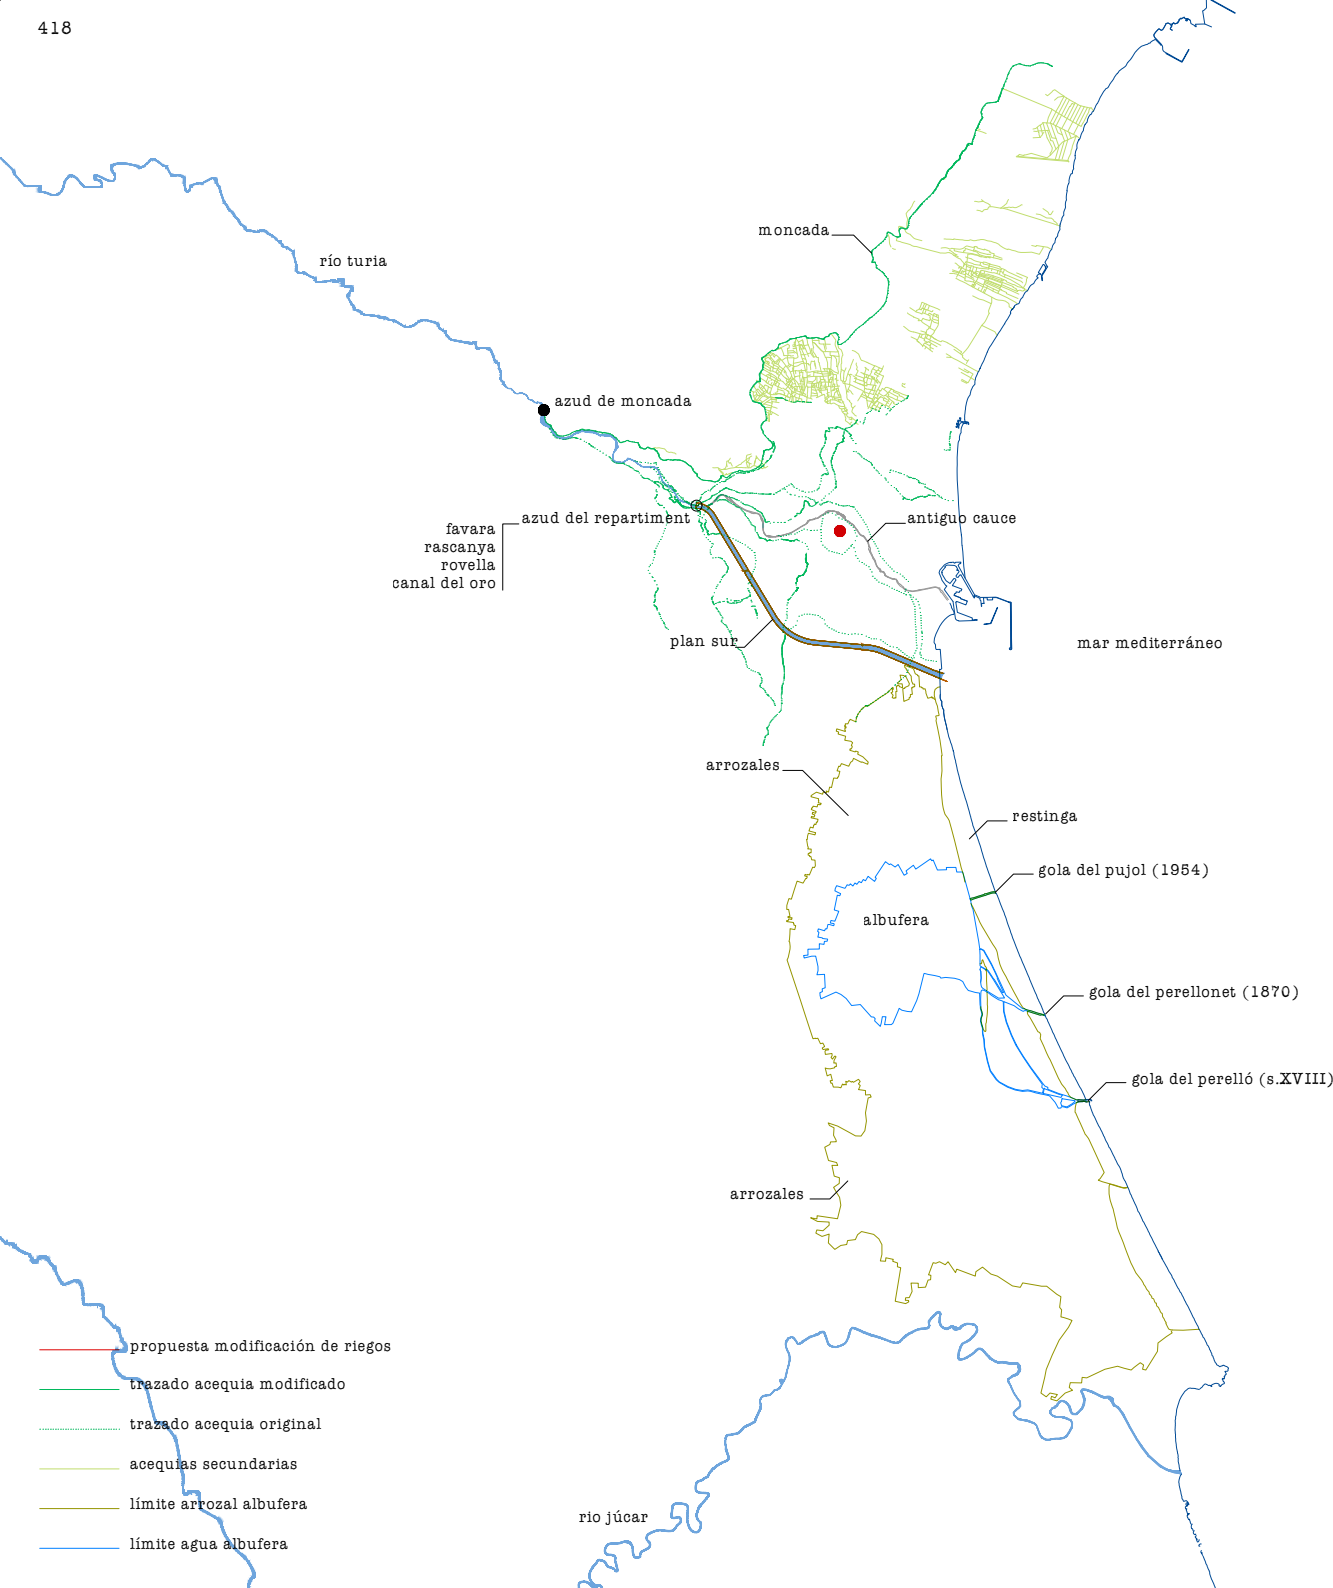 418
moncada
río turia
azud de moncada
azud del repartiment
antiguo cauce
favara
rascanya
rovella
canal del oro
plan sur
mar mediterráneo
arrozales
restinga
gola del pujol (1954)
albufera
gola del perellonet (1870)
gola del perelló (s.XVIII)
arrozales
propuesta modificación de riegos
trazado acequia modificado
trazado acequia original
acequias secundarias
límite arrozal albufera
rio júcar
límite agua albufera